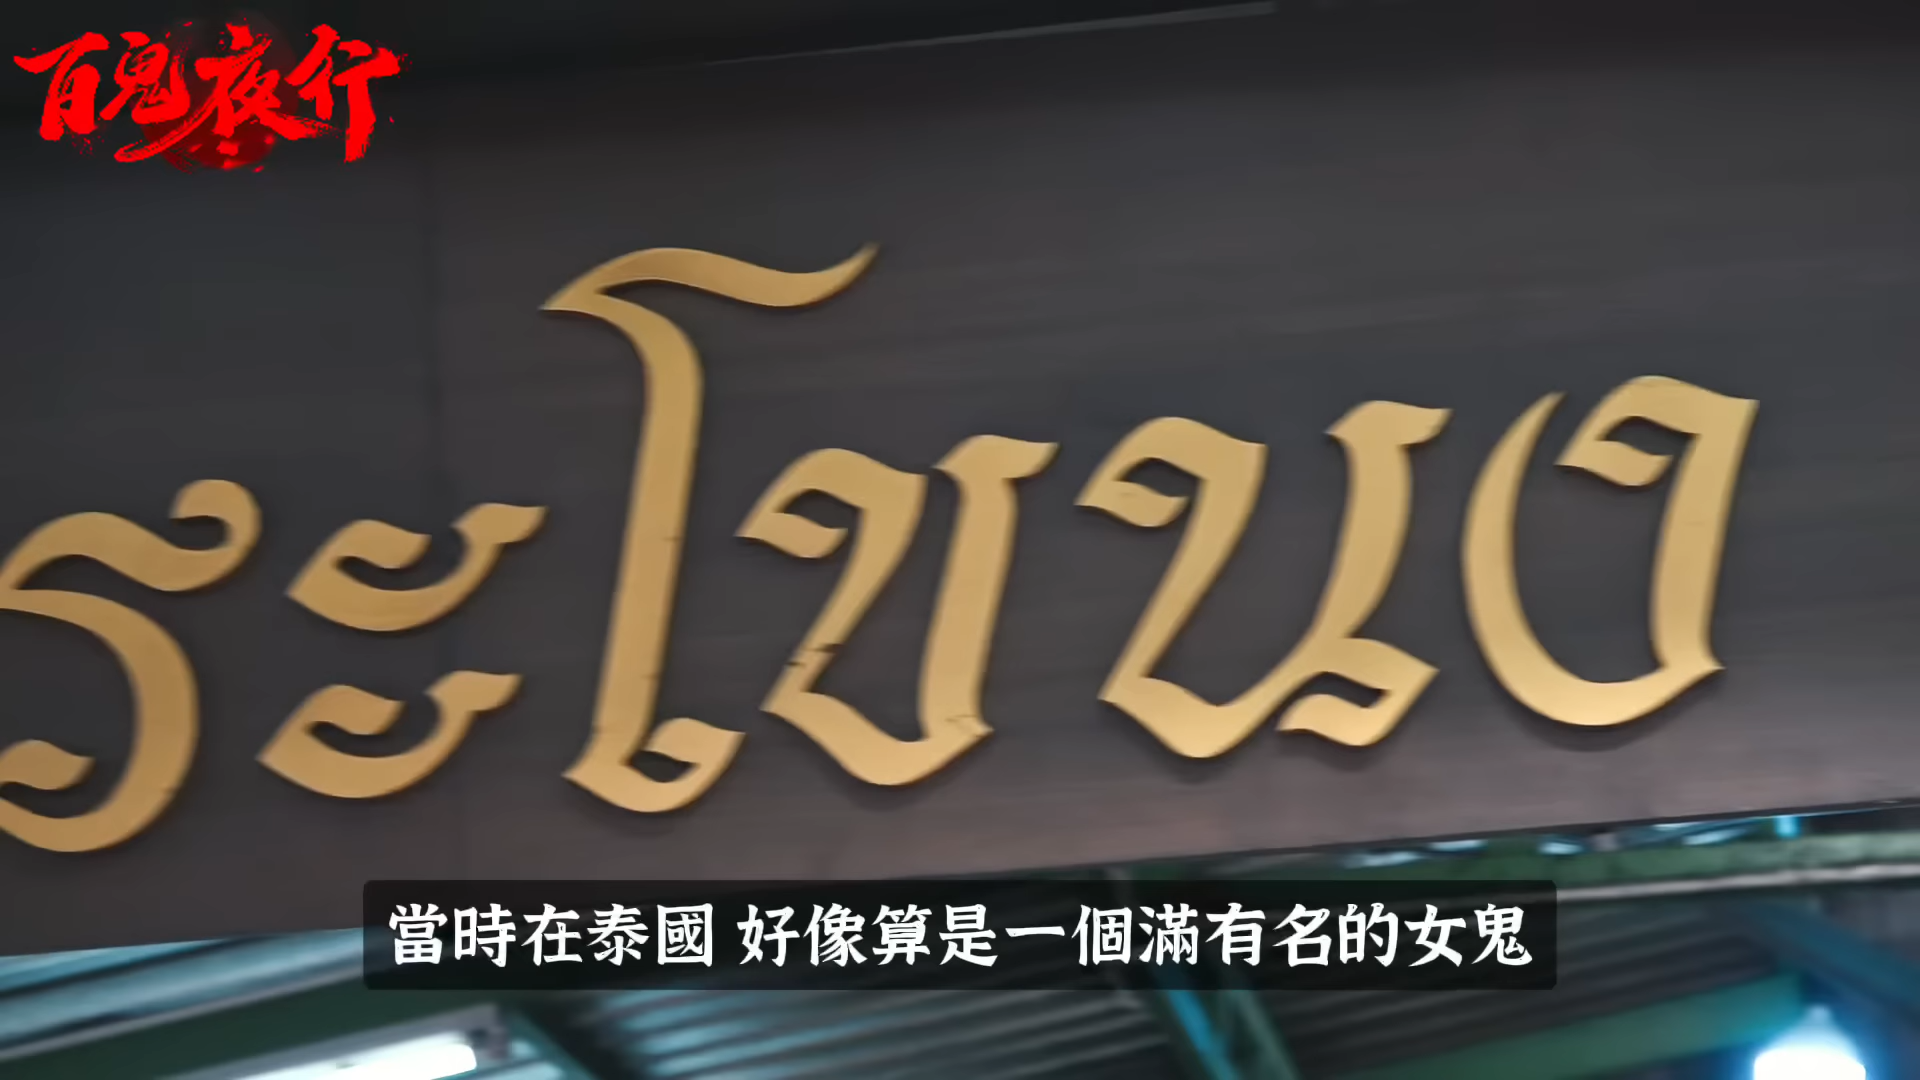 百鬼夜行
ระโขนง
當時在泰國 好像算是一個滿有名的女鬼